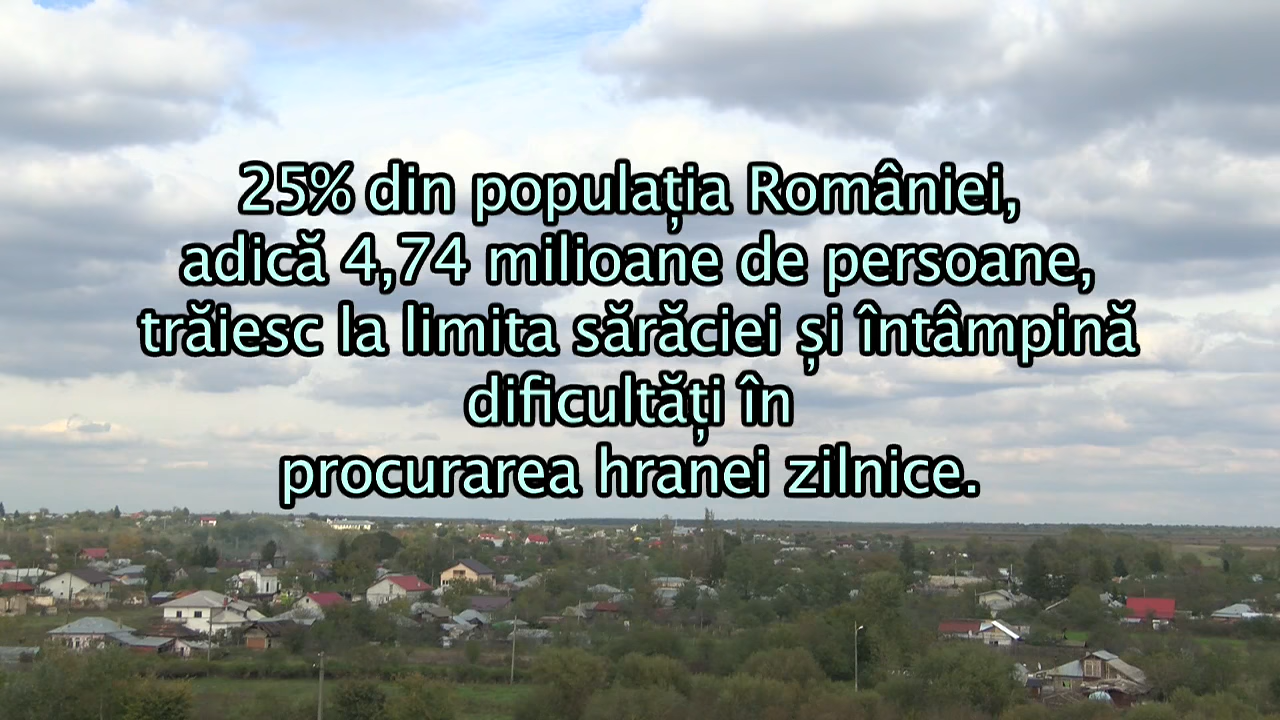 25% din populația României,
adică 4,74 milioane de persoane,
trăiesc la limita sărăciei și întâmpină
dificultăți în
procurarea hranei zilnice.